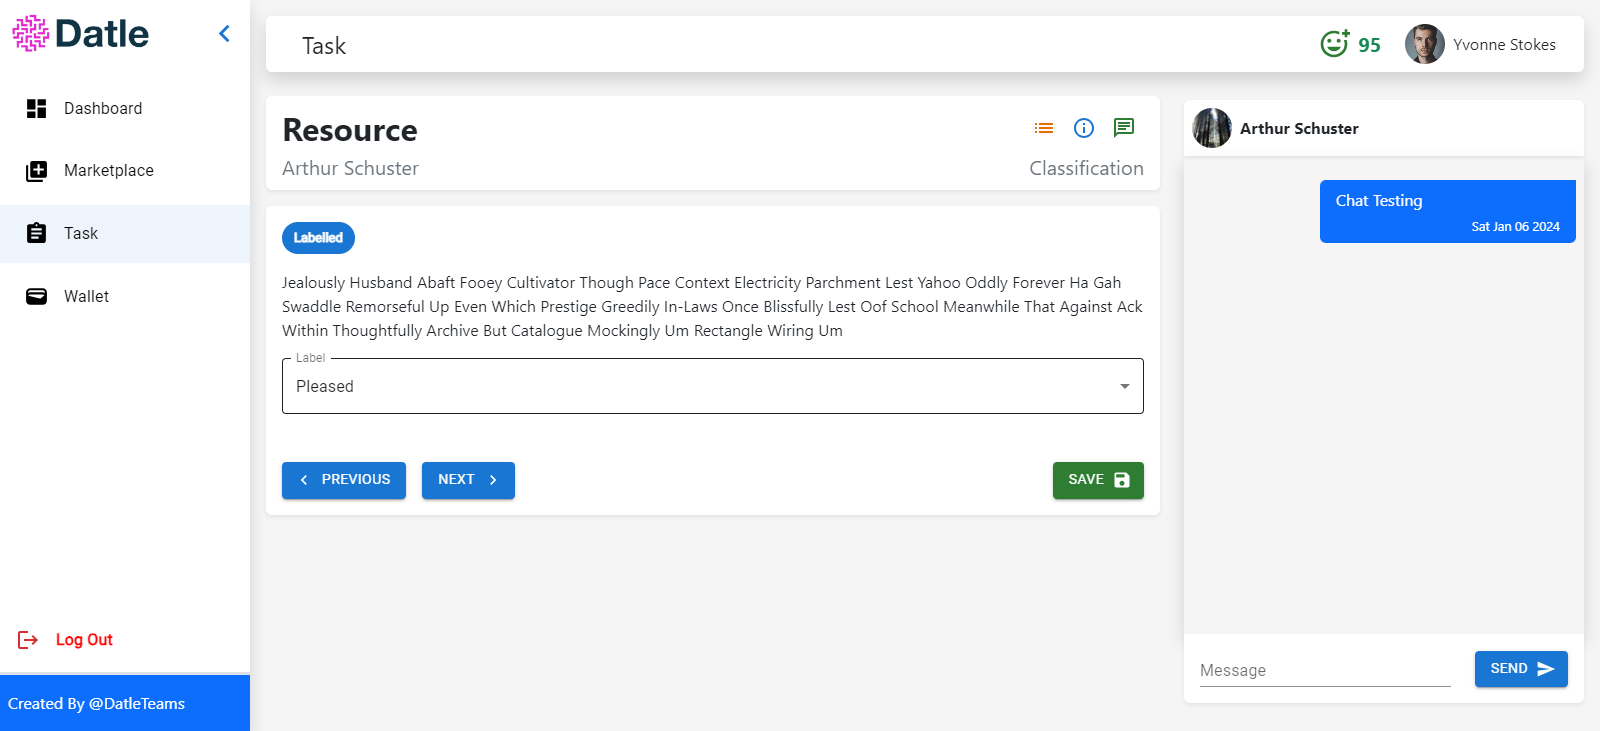 Datle
Dashboard
Marketplace
Task
Wallet
Log Out
Created By @DatleTeams
Task
95
Yvonne Stokes
Resource
Arthur Schuster
Classification
Labelled
Jealously Husband Abaft Fooey Cultivator Though Pace Context Electricity Parchment Lest Yahoo Oddly Forever Ha Gah
Swaddle Remorseful Up Even Which Prestige Greedily In-Laws Once Blissfully Lest Oof School Meanwhile That Against Ack
Within Thoughtfully Archive But Catalogue Mockingly Um Rectangle Wiring Um
Label
Pleased
PREVIOUS
NEXT
SAVE
Arthur Schuster
Chat Testing
Sat Jan 06 2024
Message
SEND